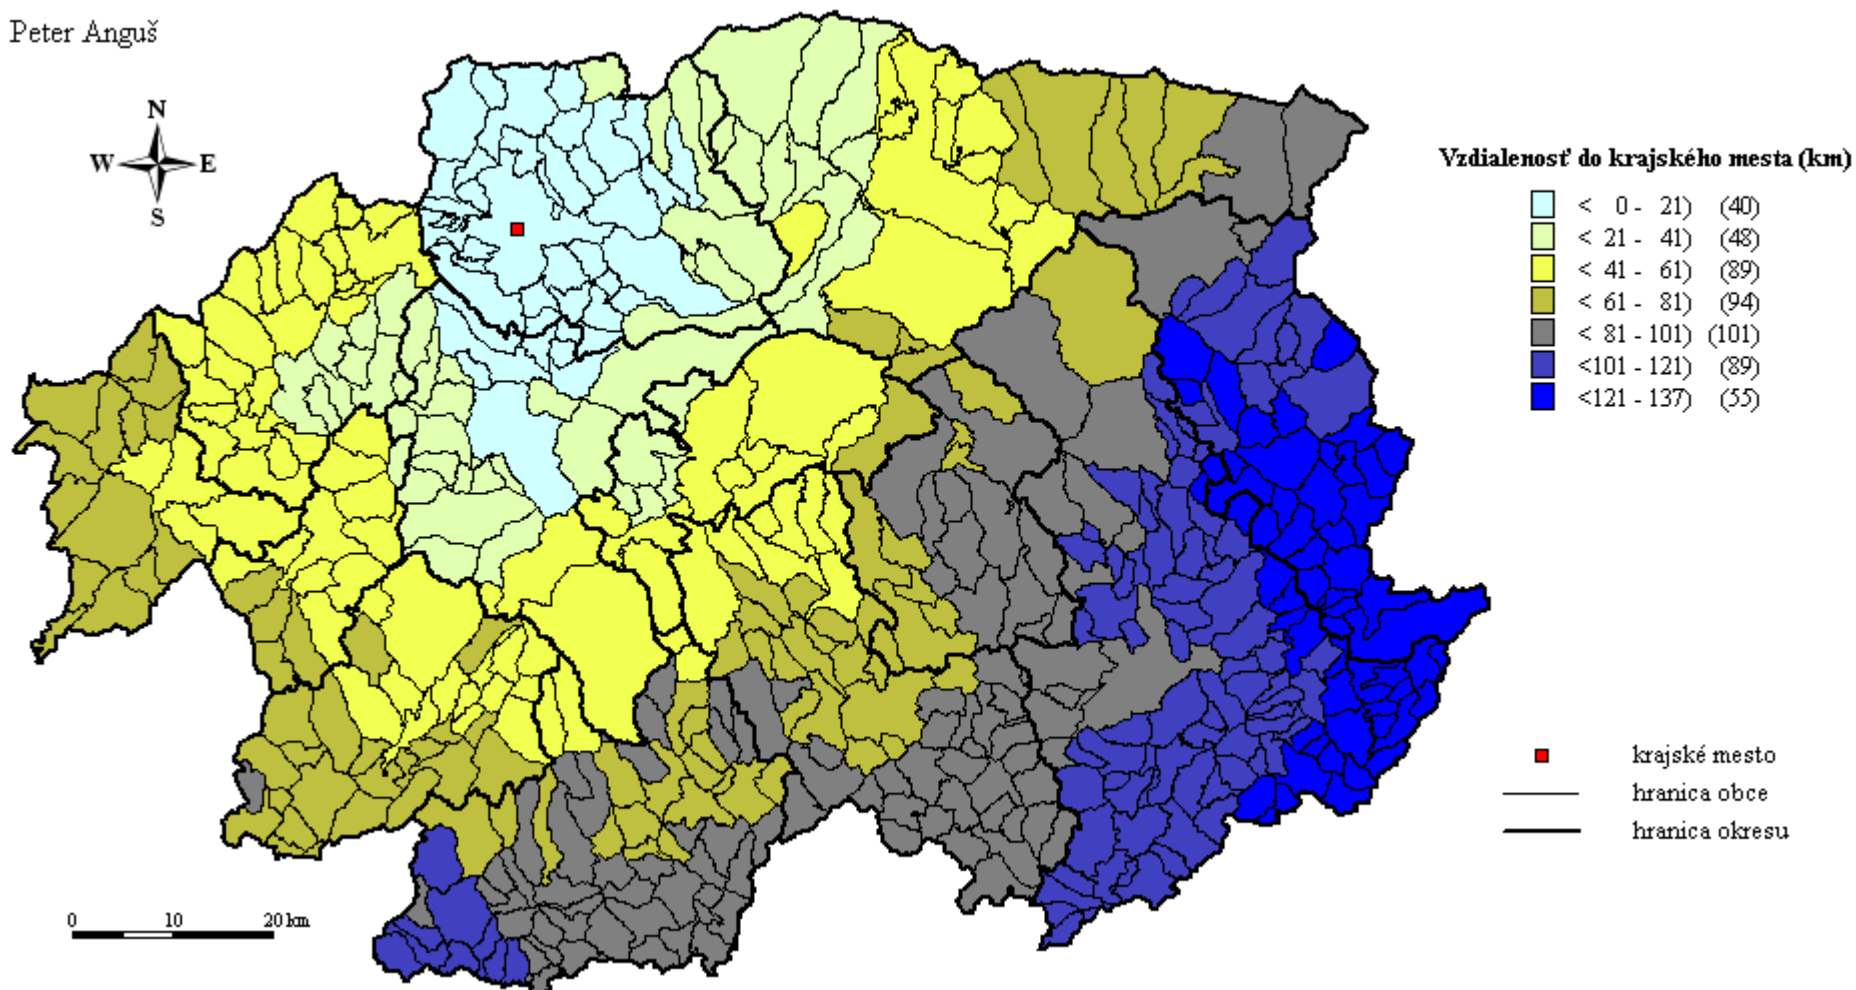 Peter Anguš
N
W E
S
Vzdialenosť do krajského mesta (km)
< 0 - 21) (40)
< 21 - 41) (48)
< 41 - 61) (89)
< 61 - 81) (94)
< 81 - 101) (101)
<101 - 121) (89)
<121 - 137) (55)
krajské mesto
hranica obce
hranica okresu
0 10 20 km